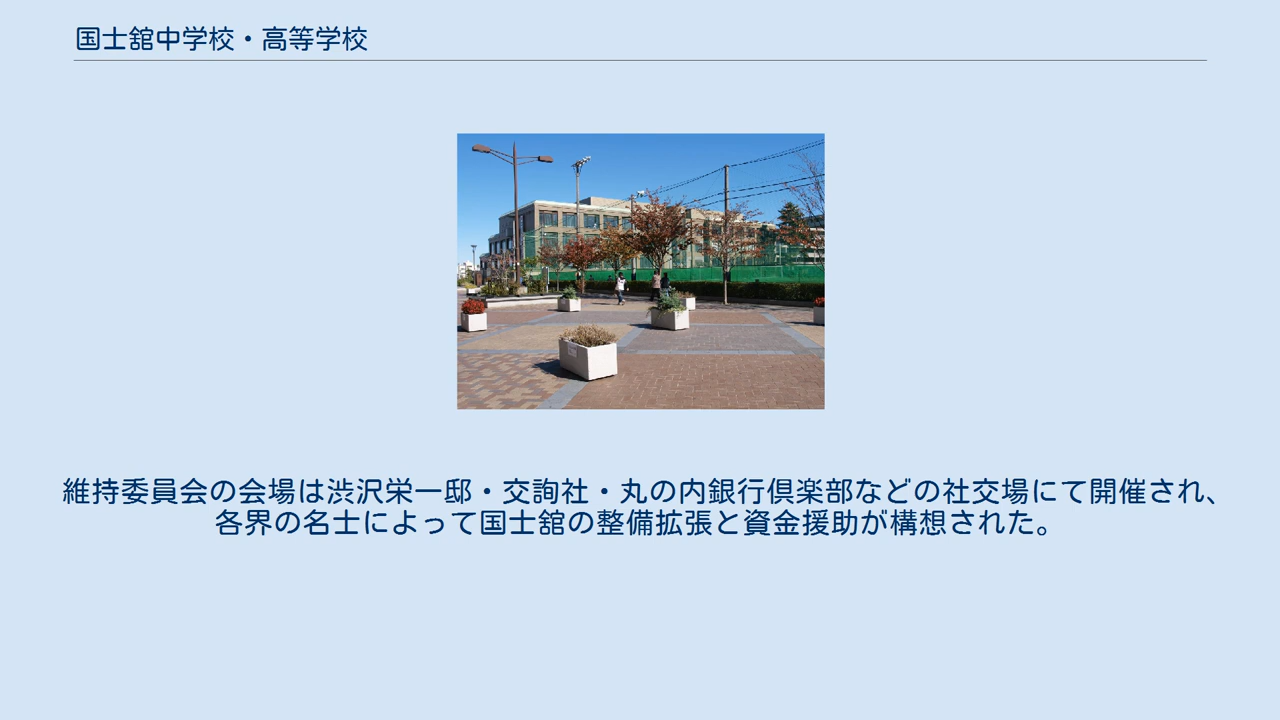 国士舘中学校・高等学校
維持委員会の会場は渋沢栄一邸・交詢社・丸の内銀行倶楽部などの社交場にて開催され、
各界の名士によって国士舘の整備拡張と資金援助が構想された。